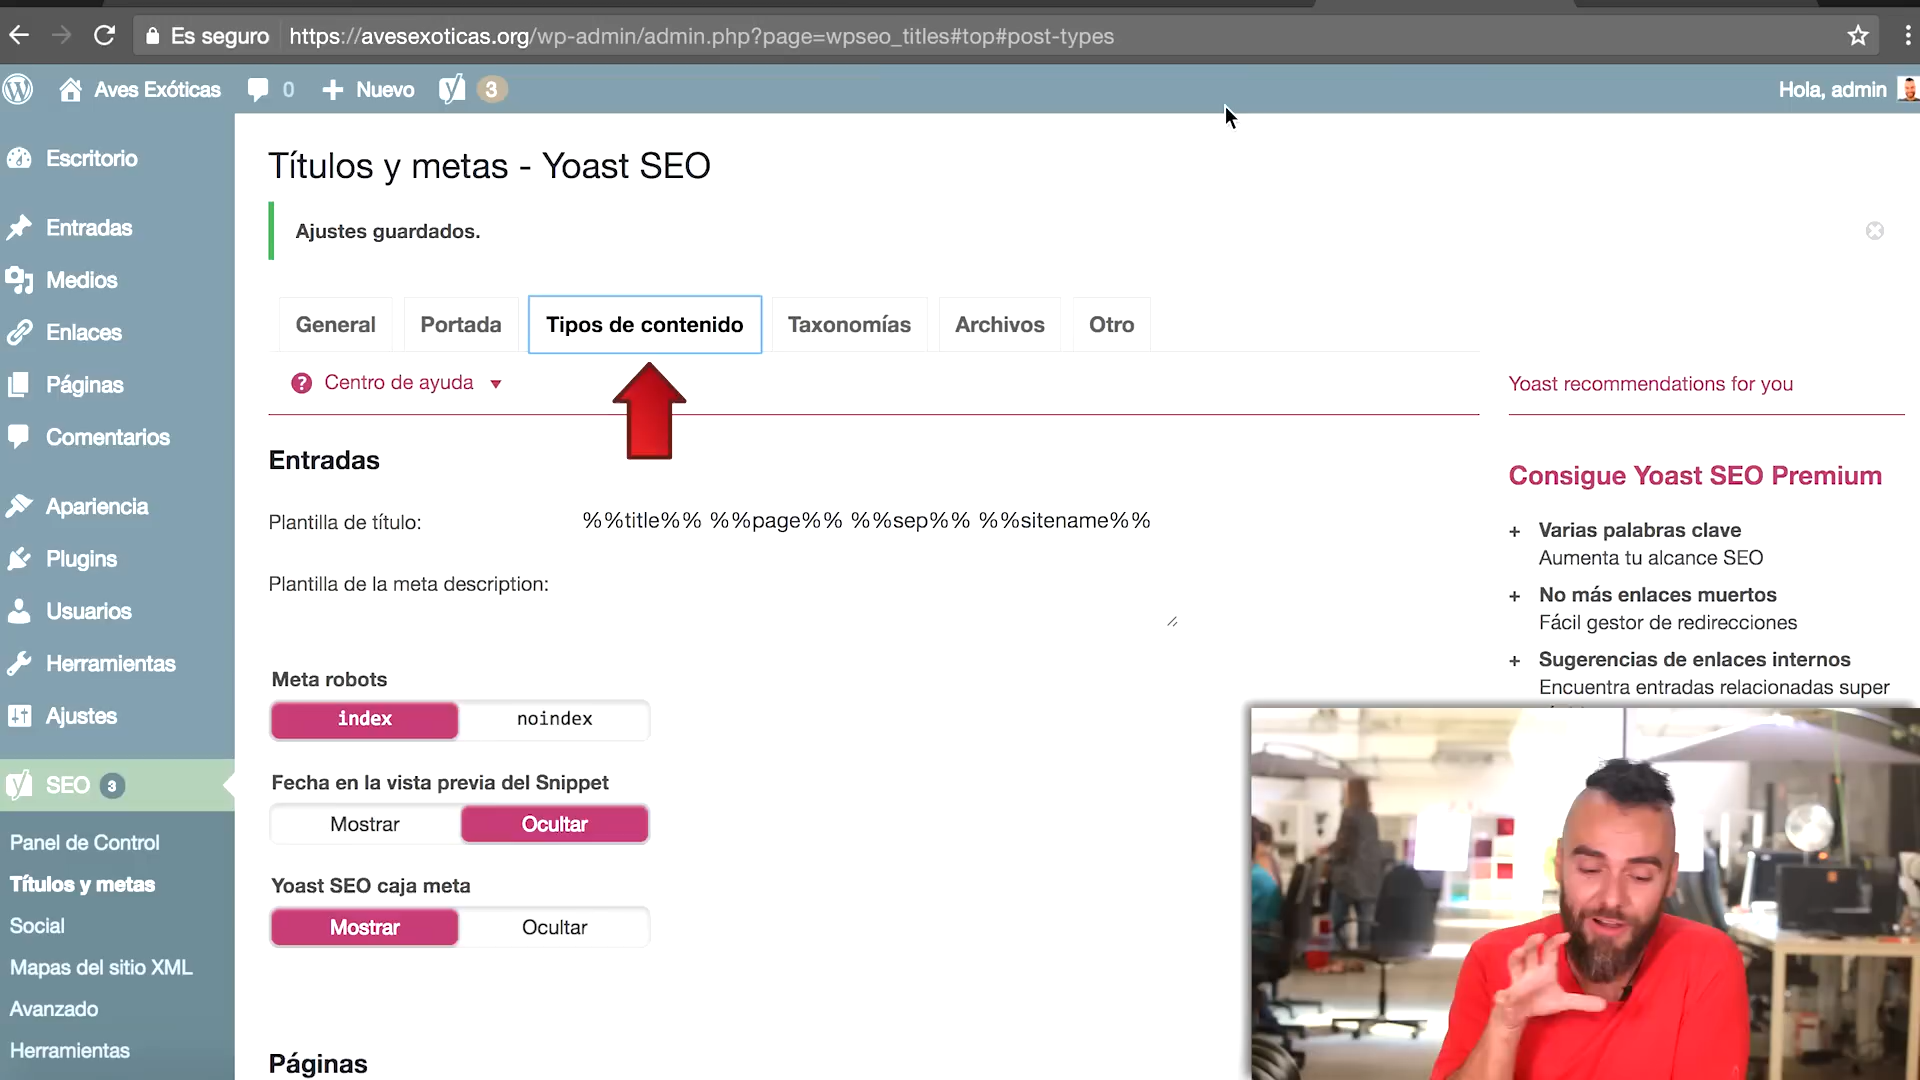 Es seguro https://avesexoticas.org/wp-admin/admin.php?page=wpseo_titles#top#post-types
Aves Exóticas 0 Nuevo 3 Hola, admin
Escritorio
Entradas
Medios
Enlaces
Páginas
Comentarios
Apariencia
Plugins
Usuarios
Herramientas
Ajustes
SEO 3
Panel de Control
Títulos y metas
Social
Mapas del sitio XML
Avanzado
Herramientas
Títulos y metas - Yoast SEO
Ajustes guardados.
General Portada Tipos de contenido Taxonomías Archivos Otro
? Centro de ayuda
Entradas
Plantilla de título: %%title%% %%page%% %%sep%% %%sitename%%
Plantilla de la meta description:
Meta robots
index noindex
Fecha en la vista previa del Snippet
Mostrar Ocultar
Yoast SEO caja meta
Mostrar Ocultar
Páginas
Yoast recommendations for you
Consigue Yoast SEO Premium
+ Varias palabras clave
Aumenta tu alcance SEO
+ No más enlaces muertos
Fácil gestor de redirecciones
+ Sugerencias de enlaces internos
Encuentra entradas relacionadas super